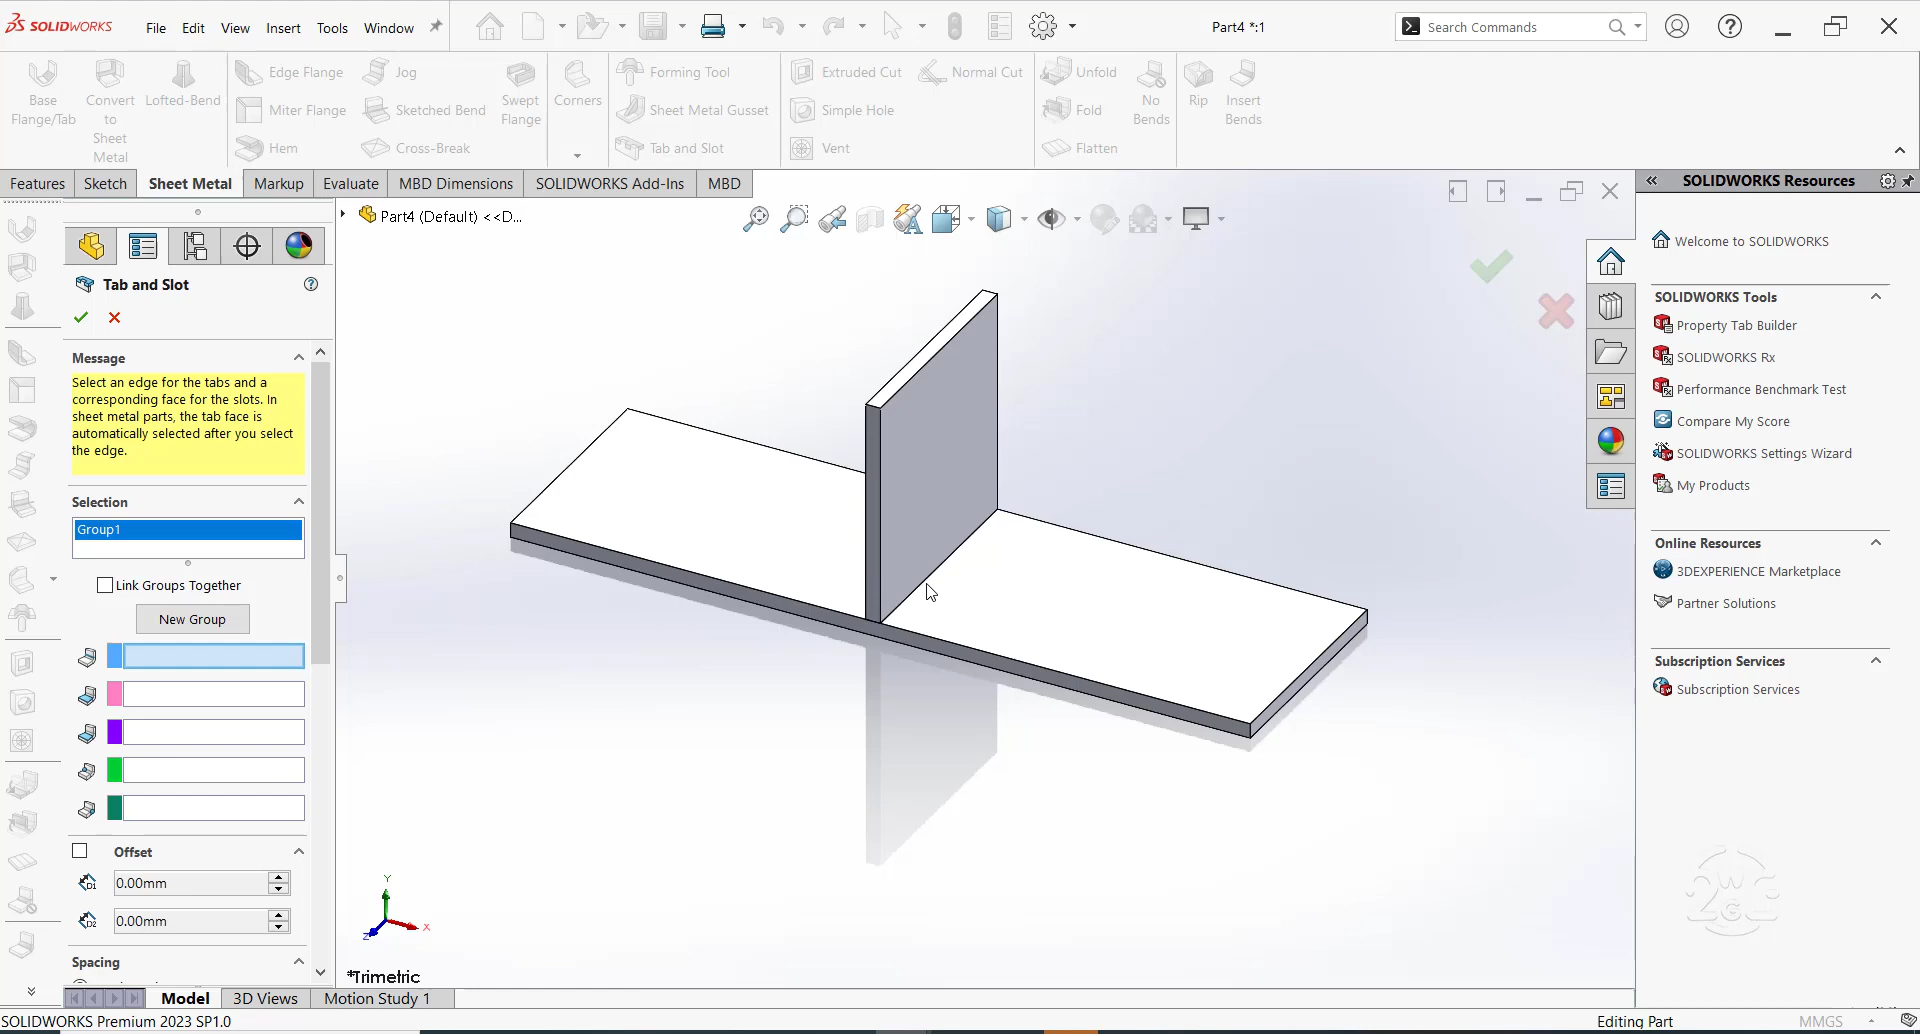 SOLIDWORKS
File Edit View Insert Tools Window
Part4 *:1
Search Commands
Base Flange/Tab
Convert to Sheet Metal
Lofted-Bend
Edge Flange
Miter Flange
Hem
Jog
Sketched Bend
Cross-Break
Swept Flange
Corners
Forming Tool
Sheet Metal Gusset
Tab and Slot
Extruded Cut
Simple Hole
Vent
Normal Cut
Unfold
Fold
Flatten
No Bends
Rip
Insert Bends
Features Sketch Sheet Metal Markup Evaluate MBD Dimensions SOLIDWORKS Add-Ins MBD
Part4 (Default) <<D...
Tab and Slot
Message
Select an edge for the tabs and a
corresponding face for the slots. In
sheet metal parts, the tab face is
automatically selected after you select
the edge.
Selection
Group1
Link Groups Together
New Group
Offset
D1 0.00mm
D2 0.00mm
Spacing
Y
X
Z
*Trimetric
Model 3D Views Motion Study 1
SOLIDWORKS Premium 2023 SP1.0
Editing Part
MMGS
SOLIDWORKS Resources
Welcome to SOLIDWORKS
SOLIDWORKS Tools
Property Tab Builder
SOLIDWORKS Rx
Performance Benchmark Test
Compare My Score
SOLIDWORKS Settings Wizard
My Products
Online Resources
3DEXPERIENCE Marketplace
Partner Solutions
Subscription Services
Subscription Services